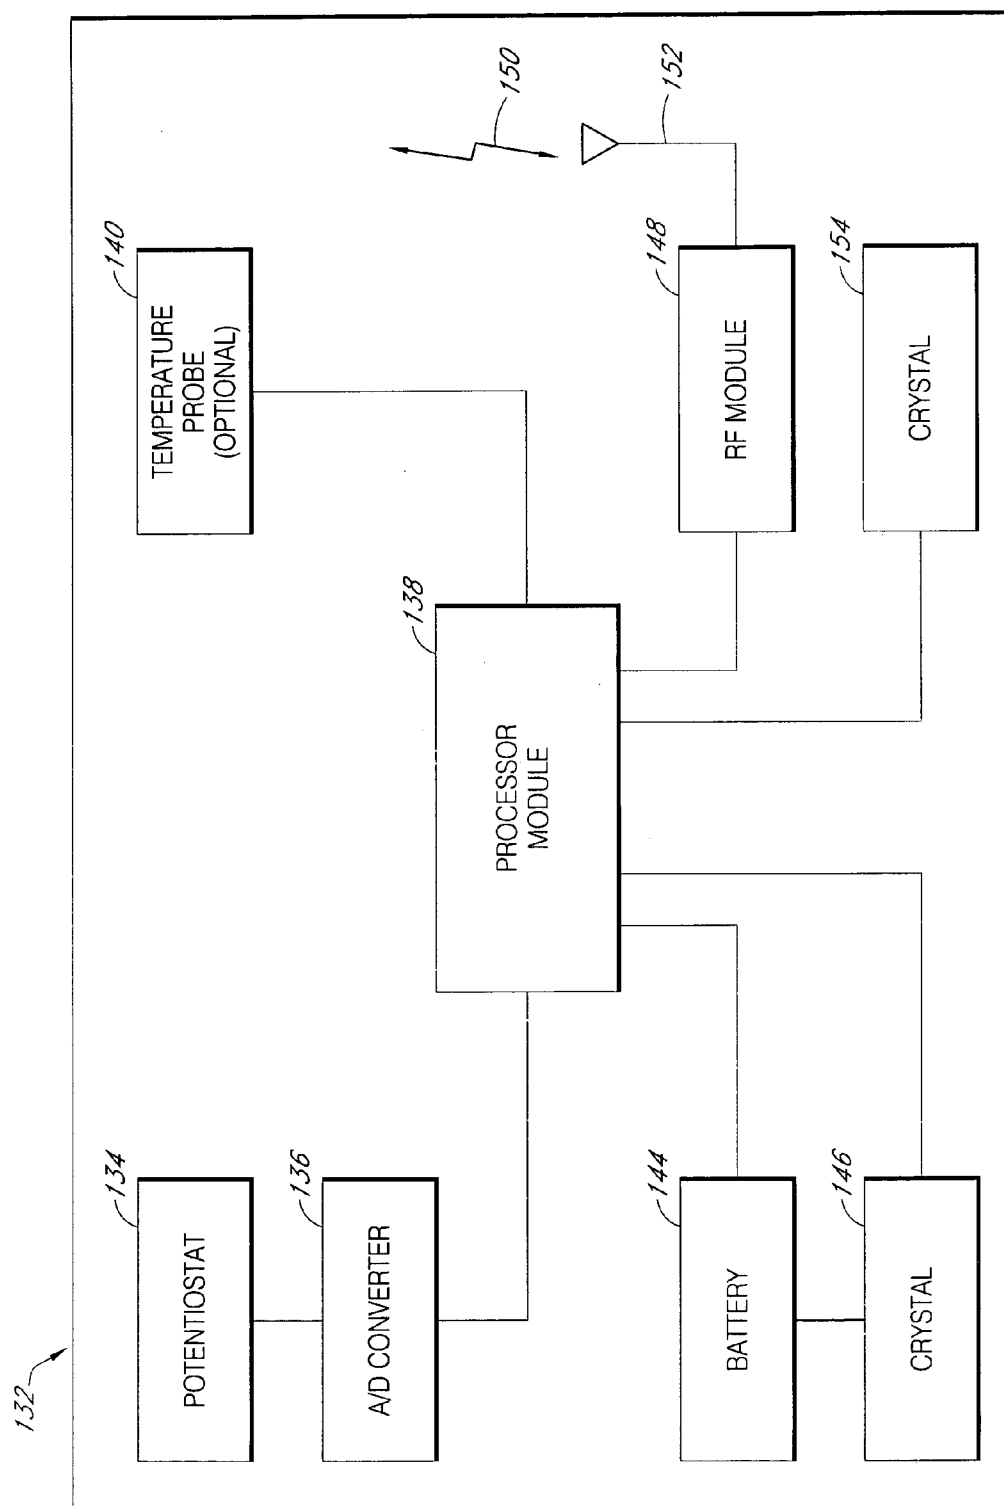 132
134
POTENTIOSTAT
136
A/D CONVERTER
138
PROCESSOR
MODULE
140
TEMPERATURE
PROBE
(OPTIONAL)
144
BATTERY
146
CRYSTAL
148
RF MODULE
150
152
154
CRYSTAL